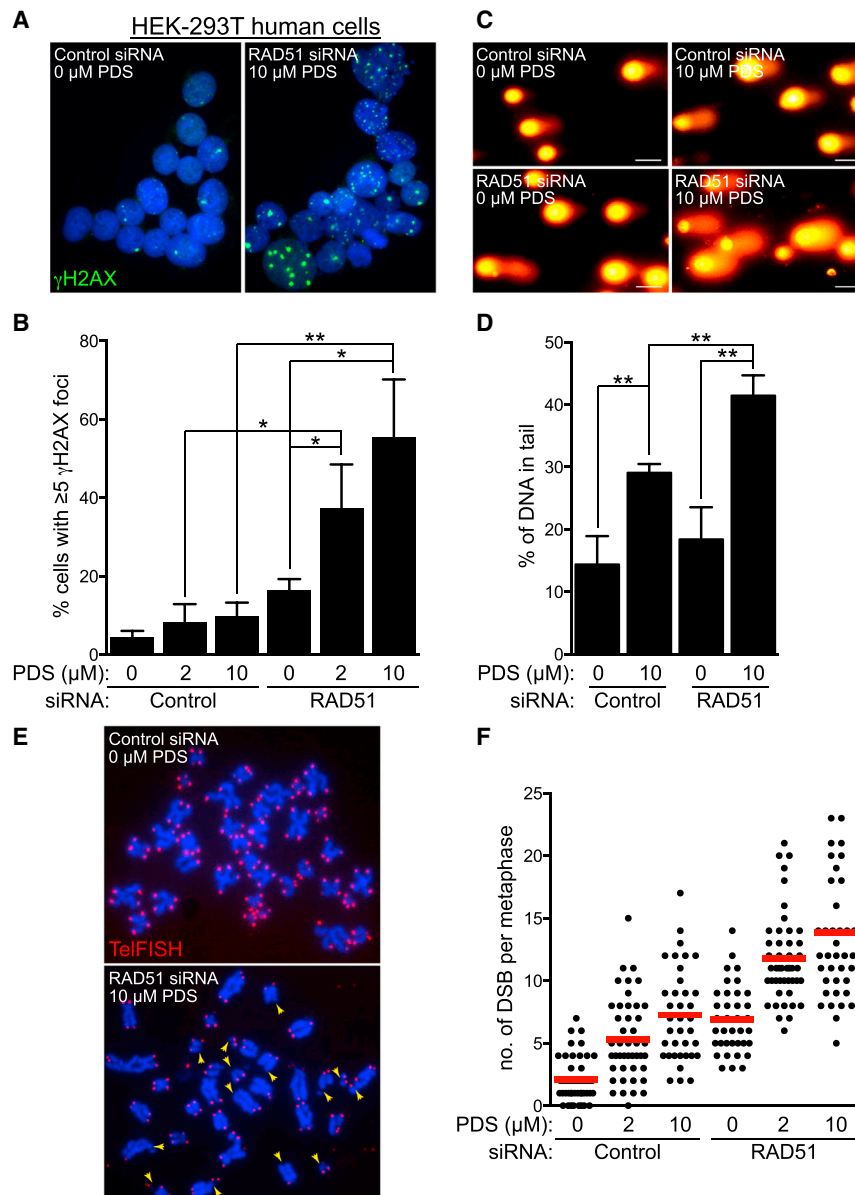 A
HEK-293T human cells
Control siRNA
0 µM PDS
RAD51 siRNA
10 µM PDS
γH2AX
C
Control siRNA
0 µM PDS
Control siRNA
10 µM PDS
RAD51 siRNA
0 µM PDS
RAD51 siRNA
10 µM PDS
B
% cells with ≥5 γH2AX foci
80
60
40
20
0
**
*
*
*
PDS (µM): 0 2 10 0 2 10
siRNA: Control RAD51
D
% of DNA in tail
50
40
30
20
10
0
**
**
**
0 10 0 10
Control RAD51
PDS (µM):
siRNA:
E
Control siRNA
0 µM PDS
TelFISH
RAD51 siRNA
10 µM PDS
F
no. of DSB per metaphase
25
20
15
10
5
0
PDS (µM): 0 2 10 0 2 10
siRNA: Control RAD51